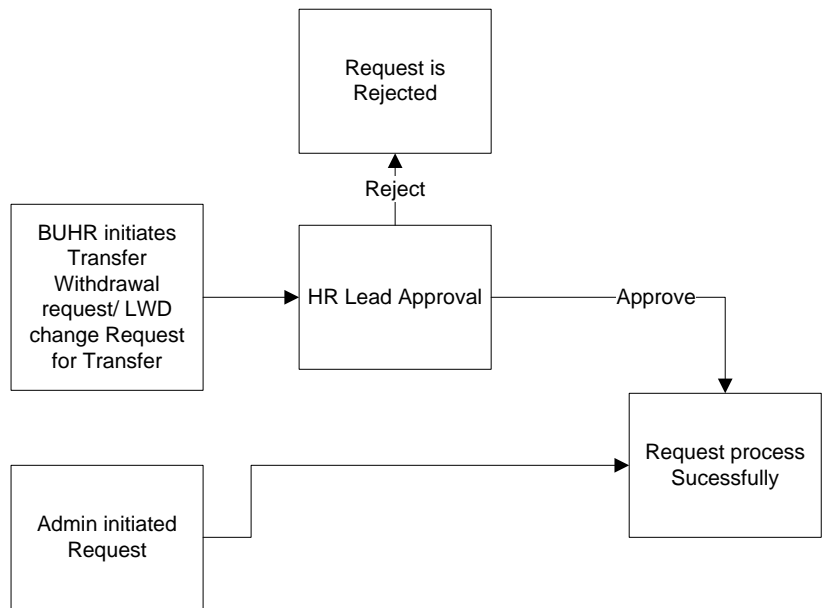 Request is
Rejected
Reject
BUHR initiates
Transfer
Withdrawal
request/ LWD
change Request
for Transfer
HR Lead Approval
Approve
Request process
Sucessfully
Admin initiated
Request